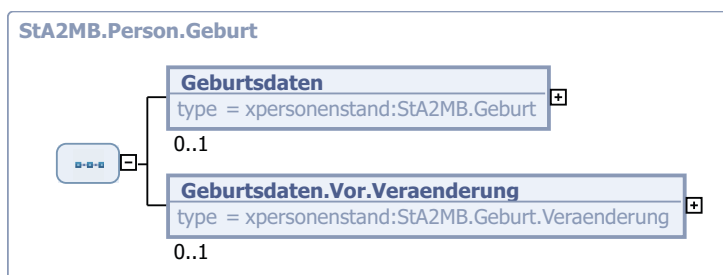 StA2MB.Person.Geburt
Geburtsdaten
type = xpersonenstand:StA2MB.Geburt
0..1
Geburtsdaten.Vor.Veraenderung
type = xpersonenstand:StA2MB.Geburt.Veraenderung
0..1